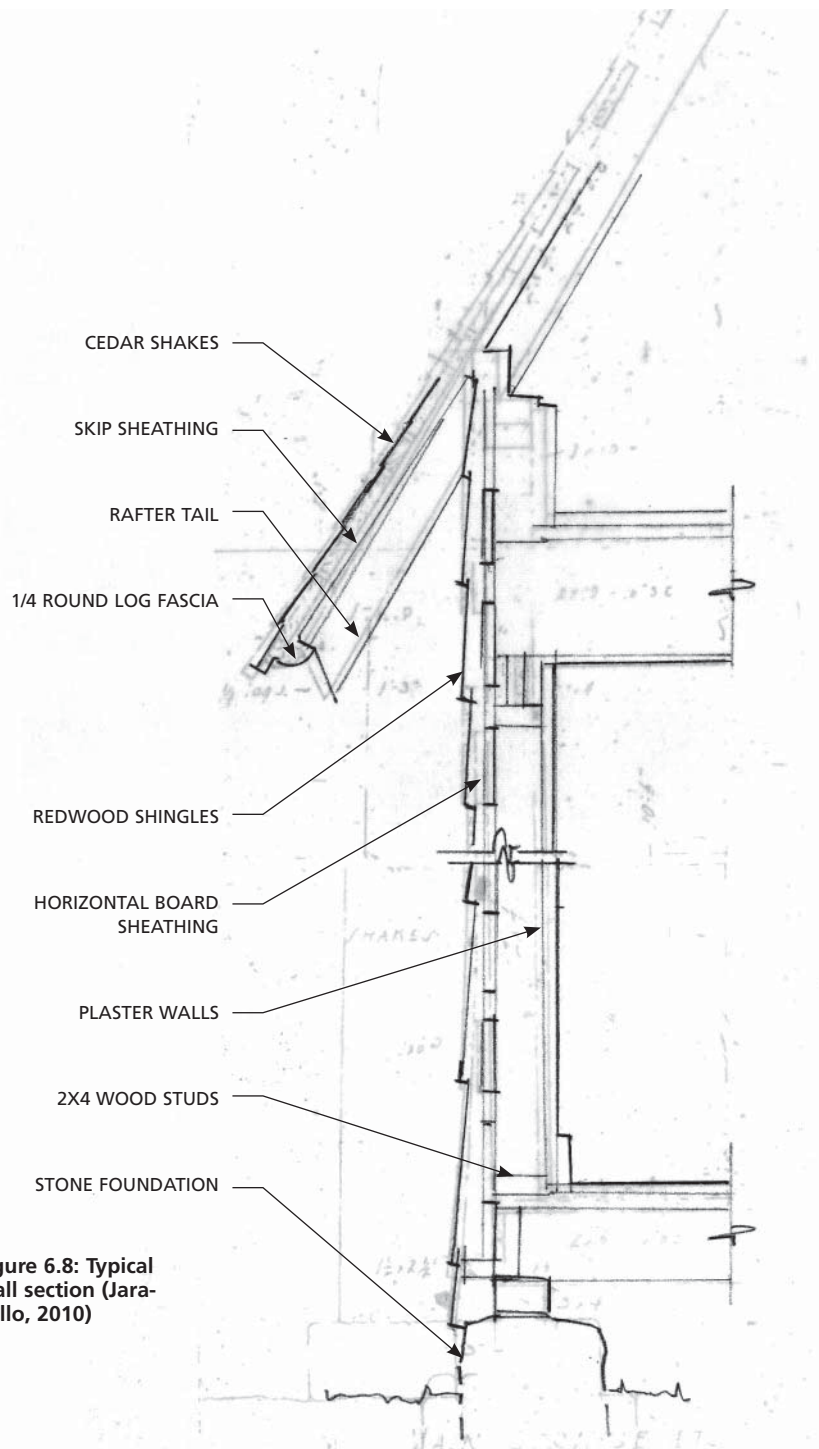 CEDAR SHAKES
SKIP SHEATHING
RAFTER TAIL
1/4 ROUND LOG FASCIA
REDWOOD SHINGLES
HORIZONTAL BOARD
SHEATHING
SHAKES
PLASTER WALLS
2X4 WOOD STUDS
STONE FOUNDATION
gure 6.8: Typical
all section (Jara-
llo, 2010)